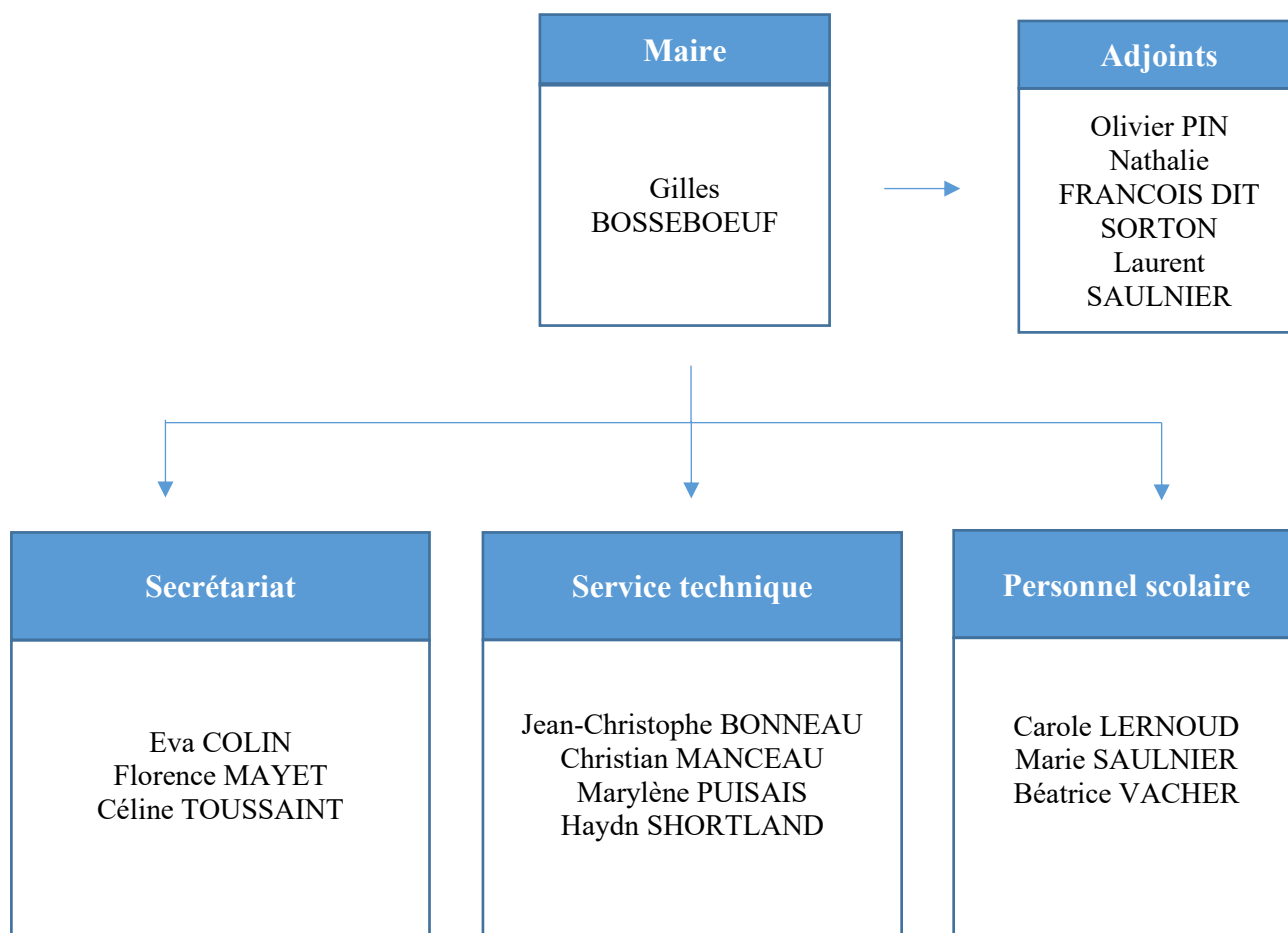 Maire
Gilles
BOSSEBOEUF
Adjoints
Olivier PIN
Nathalie
FRANCOIS DIT
SORTON
Laurent
SAULNIER
Secrétariat
Eva COLIN
Florence MAYET
Céline TOUSSAINT
Service technique
Jean-Christophe BONNEAU
Christian MANCEAU
Marylène PUISAIS
Haydn SHORTLAND
Personnel scolaire
Carole LERNOUD
Marie SAULNIER
Béatrice VACHER